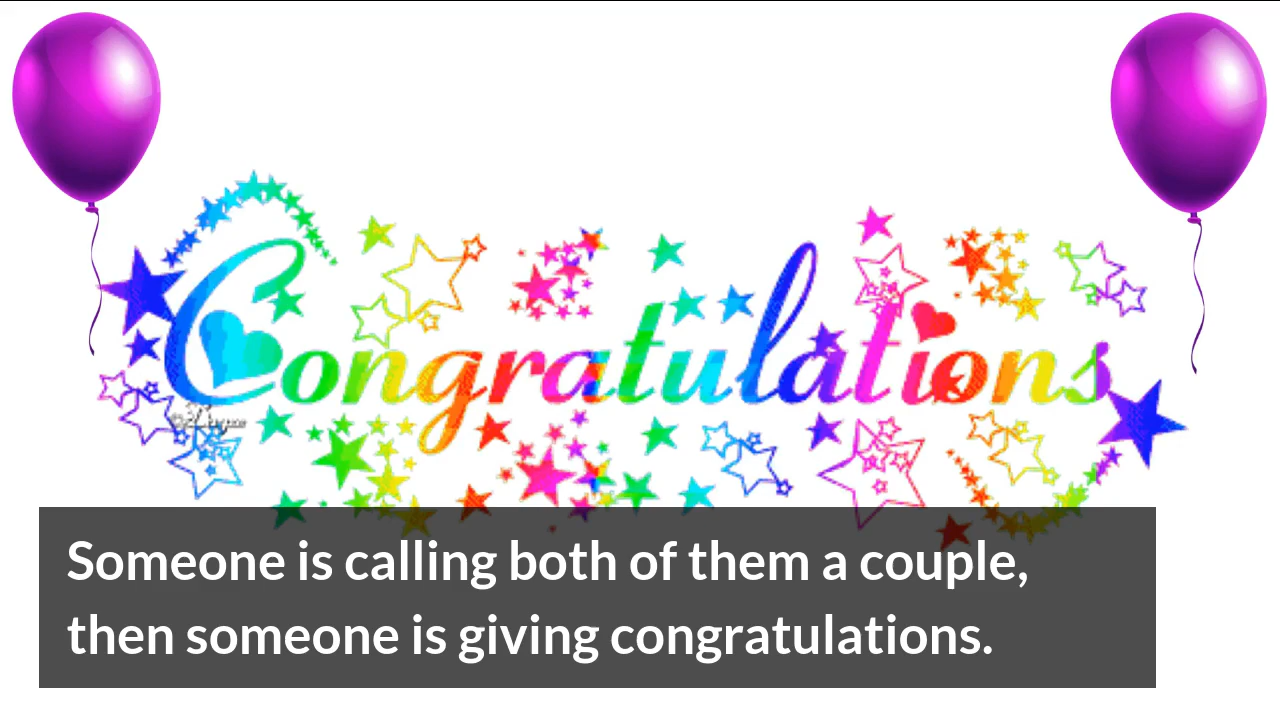 Congratulations
Someone is calling both of them a couple,
then someone is giving congratulations.